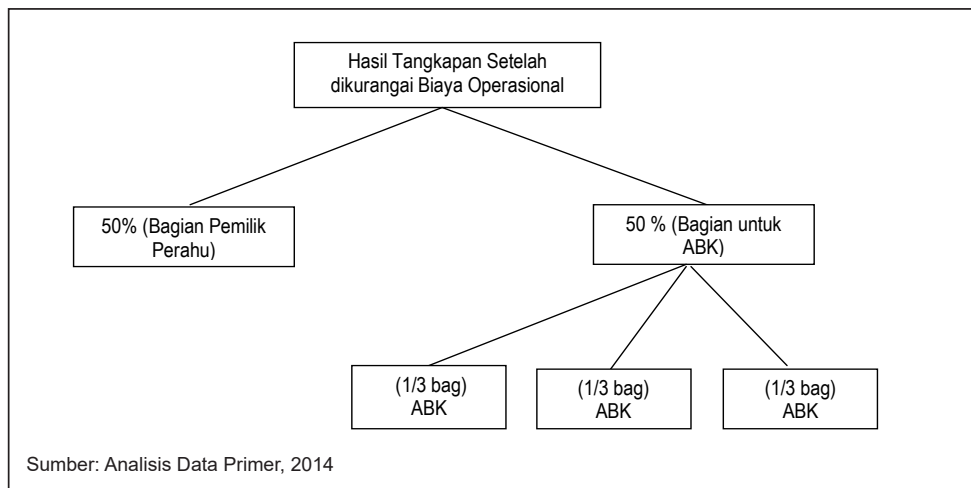 Hasil Tangkapan Setelah
dikurangai Biaya Operasional
50% (Bagian Pemilik
Perahu)
50 % (Bagian untuk
ABK)
(1/3 bag)
ABK
(1/3 bag)
ABK
(1/3 bag)
ABK
Sumber: Analisis Data Primer, 2014